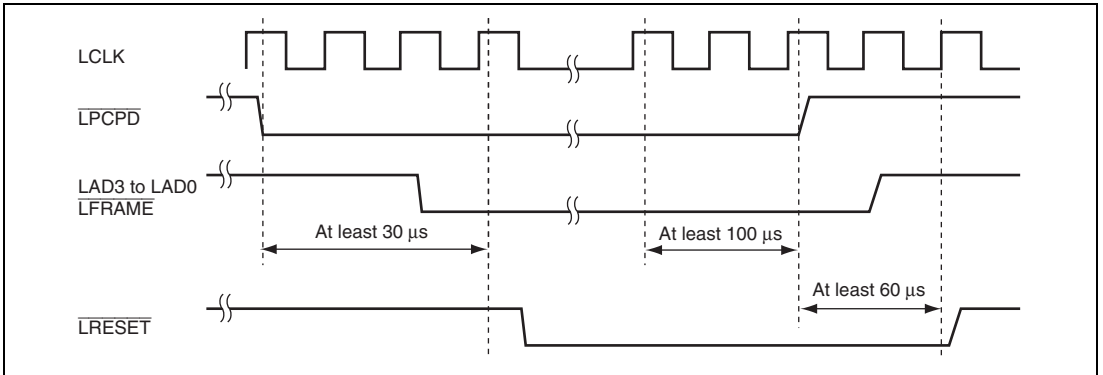 LCLK
LPCPD
LAD3 to LAD0
LFRAME
At least 30 μs
At least 100 μs
At least 60 μs
LRESET